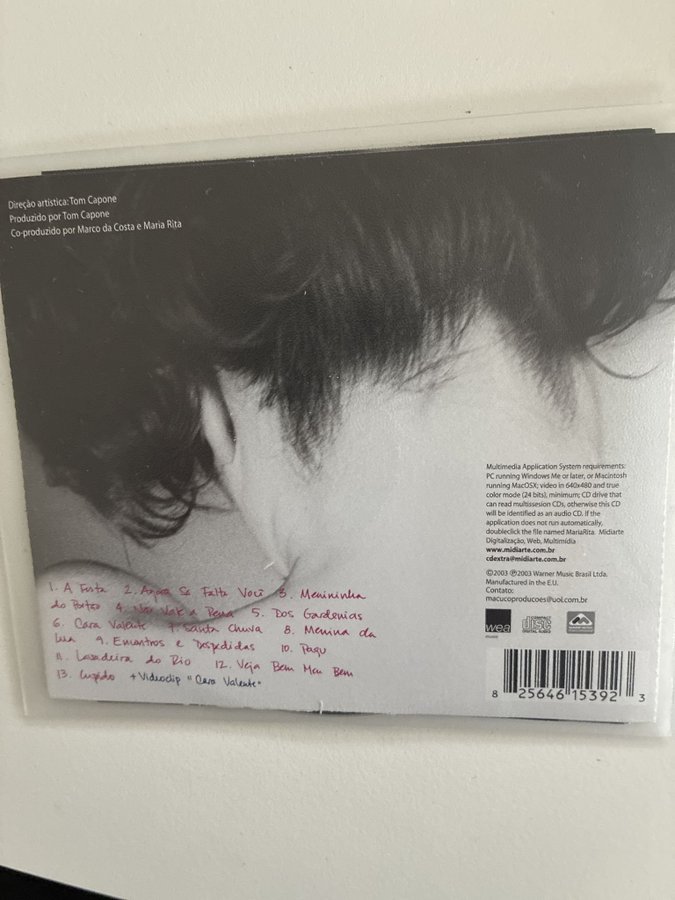 Direção artística: Tom Capone
Produzido por Tom Capone
Co-produzido por Marco da Costa e Maria Rita
Multimedia Application System requirements:
PC running Windows Me or later, or Macintosh
running MacOSX; video in 640x480 and true
color mode (24 bits), minimum; CD drive that
can read multissesion CDs, otherwise this CD
will be identified as an audio CD. If the
application does not run automatically,
doubleclick the file named MariaRita. Midiarte
Digitalização, Web, Multimídia
www.midiarte.com.br
cdextra@midiarte.com.br
©2003 ℗2003 Warner Music Brasil Ltda.
Manufactured in the E.U.
Contato:
macucoproducoes@uol.com.br
1. A Festa 2. Agora Só Falta Você 3. Menininha
do Portão 4. Não Vale a Pena 5. Dos Gardenias
6. Cara Valente 7. Santa Chuva 8. Menina da
Lua 9. Encontros e Despedidas 10. Pagu
11. Lavadeira do Rio 12. Veja Bem Meu Bem
13. Cupido + Videoclip "Cara Valente"
wea
disc
DIGITAL AUDIO
8 25646 15392 3